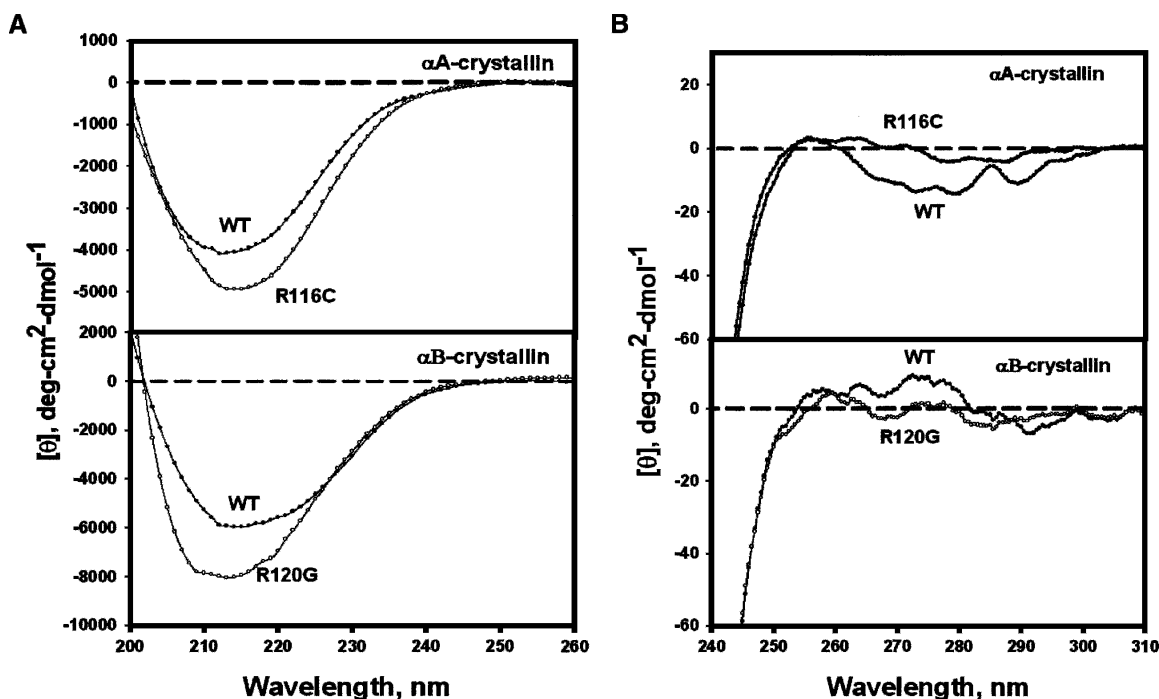 A
αA-crystallin
1000
0
-1000
-2000
-3000
-4000
-5000
WT
R116C
αB-crystallin
2000
0
-2000
-4000
-6000
-8000
-10000
WT
R120G
[θ], deg-cm²-dmol⁻¹
200 210 220 230 240 250 260
Wavelength, nm
B
αA-crystallin
20
0
-20
-40
-60
R116C
WT
αB-crystallin
0
-20
-40
-60
WT
R120G
[θ], deg-cm²-dmol⁻¹
240 250 260 270 280 290 300 310
Wavelength, nm